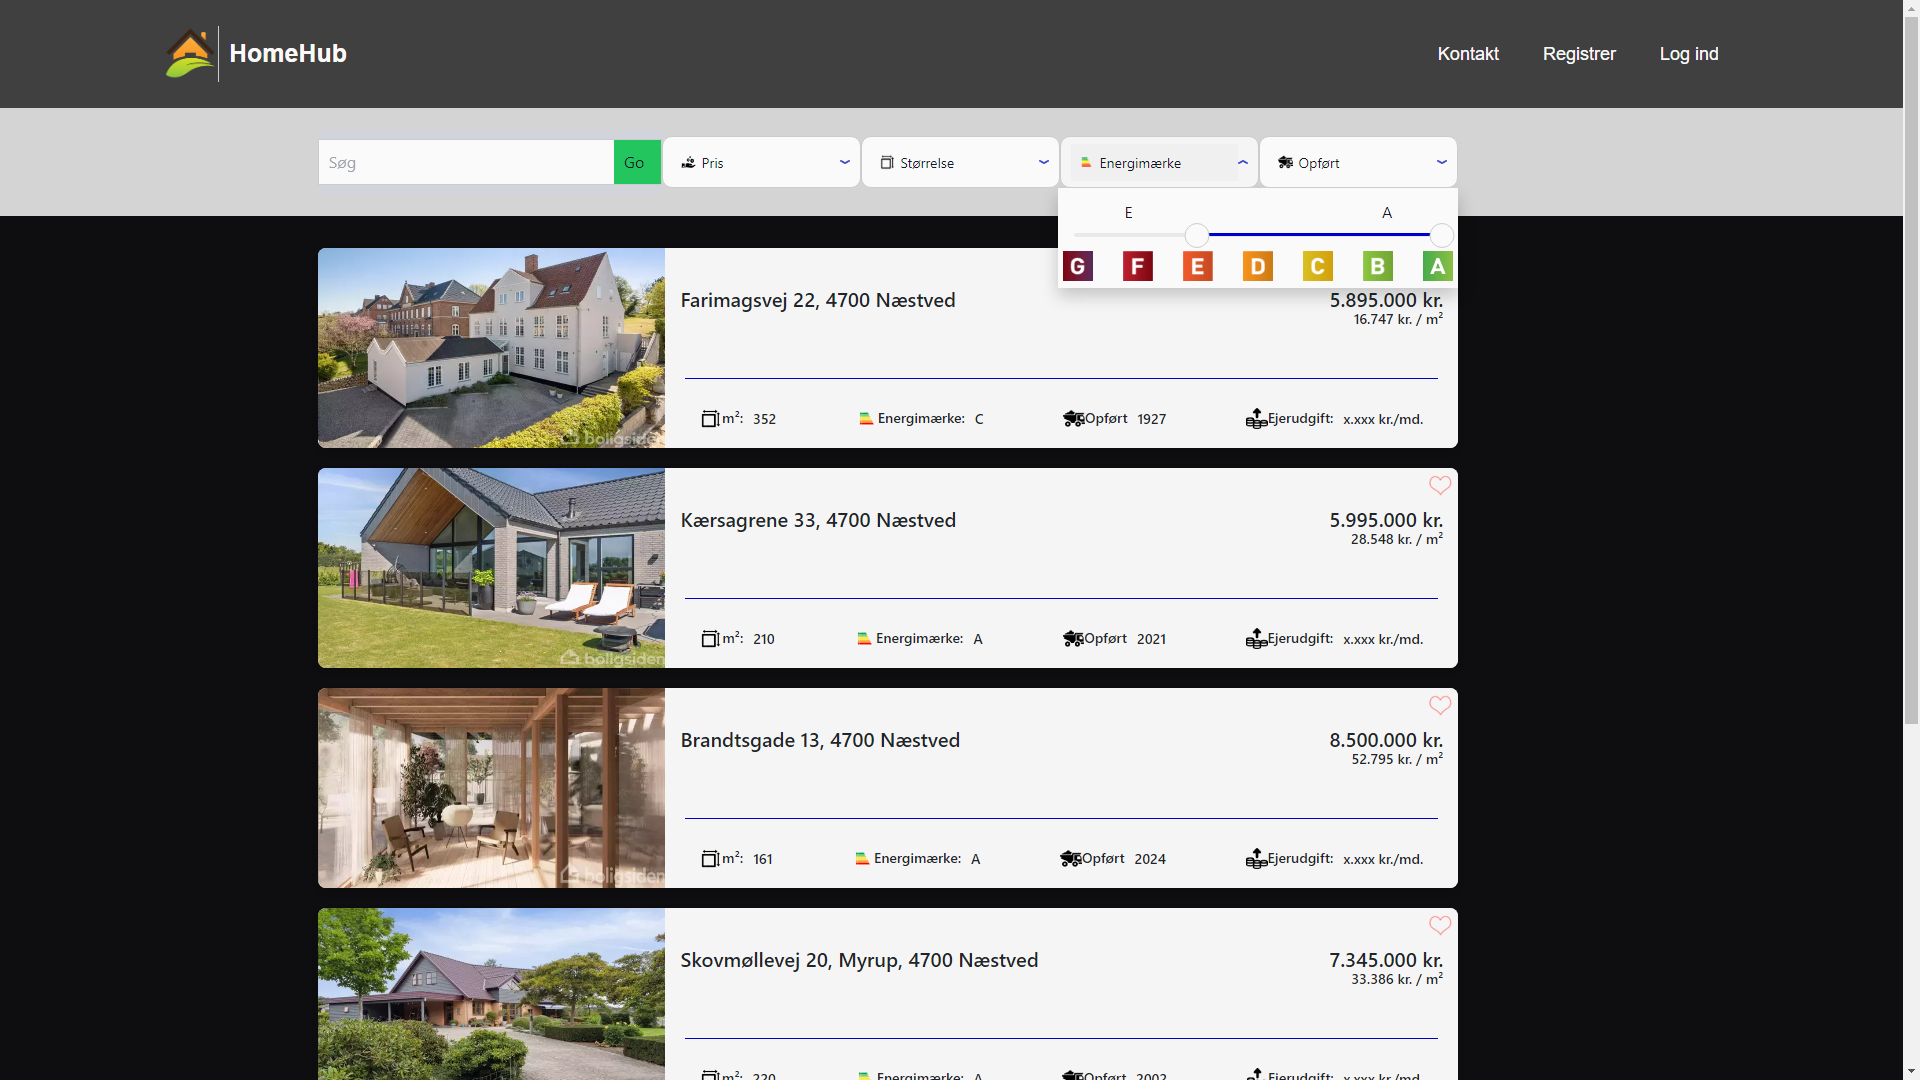 HomeHub
Kontakt Registrer Log ind
Søg Go Pris Størrelse Energimærke Opført
E A
G F E D C B A
Farimagsvej 22, 4700 Næstved 5.895.000 kr.
16.747 kr. / m²
m²: 352 Energimærke: C Opført 1927 Ejerudgift: x.xxx kr./md.
boligsiden
Kærsagrene 33, 4700 Næstved 5.995.000 kr.
28.548 kr. / m²
m²: 210 Energimærke: A Opført 2021 Ejerudgift: x.xxx kr./md.
boligsiden
Brandtsgade 13, 4700 Næstved 8.500.000 kr.
52.795 kr. / m²
m²: 161 Energimærke: A Opført 2024 Ejerudgift: x.xxx kr./md.
boligsiden
Skovmøllevej 20, Myrup, 4700 Næstved 7.345.000 kr.
33.386 kr. / m²
m²: 220 Energimærke: A Opført 2002 Ejerudgift: x.xxx kr./md.